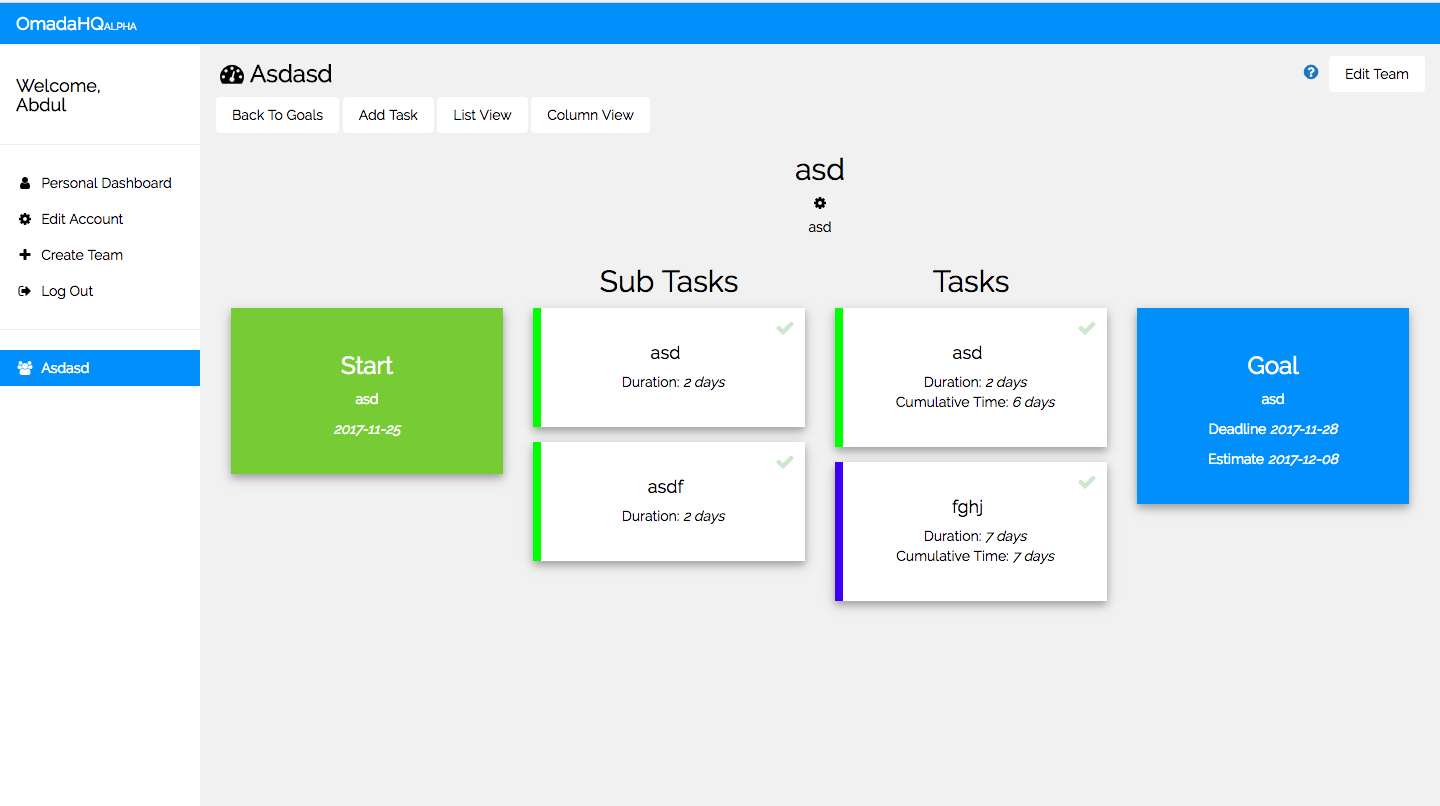 OmadaHQALPHA
Welcome,
Abdul
Personal Dashboard
Edit Account
Create Team
Log Out
Asdasd
Asdasd
Edit Team
Back To Goals
Add Task
List View
Column View
asd
asd
Start
asd
2017-11-25
Sub Tasks
asd
Duration: 2 days
asdf
Duration: 2 days
Tasks
asd
Duration: 2 days
Cumulative Time: 6 days
fghj
Duration: 7 days
Cumulative Time: 7 days
Goal
asd
Deadline 2017-11-28
Estimate 2017-12-08